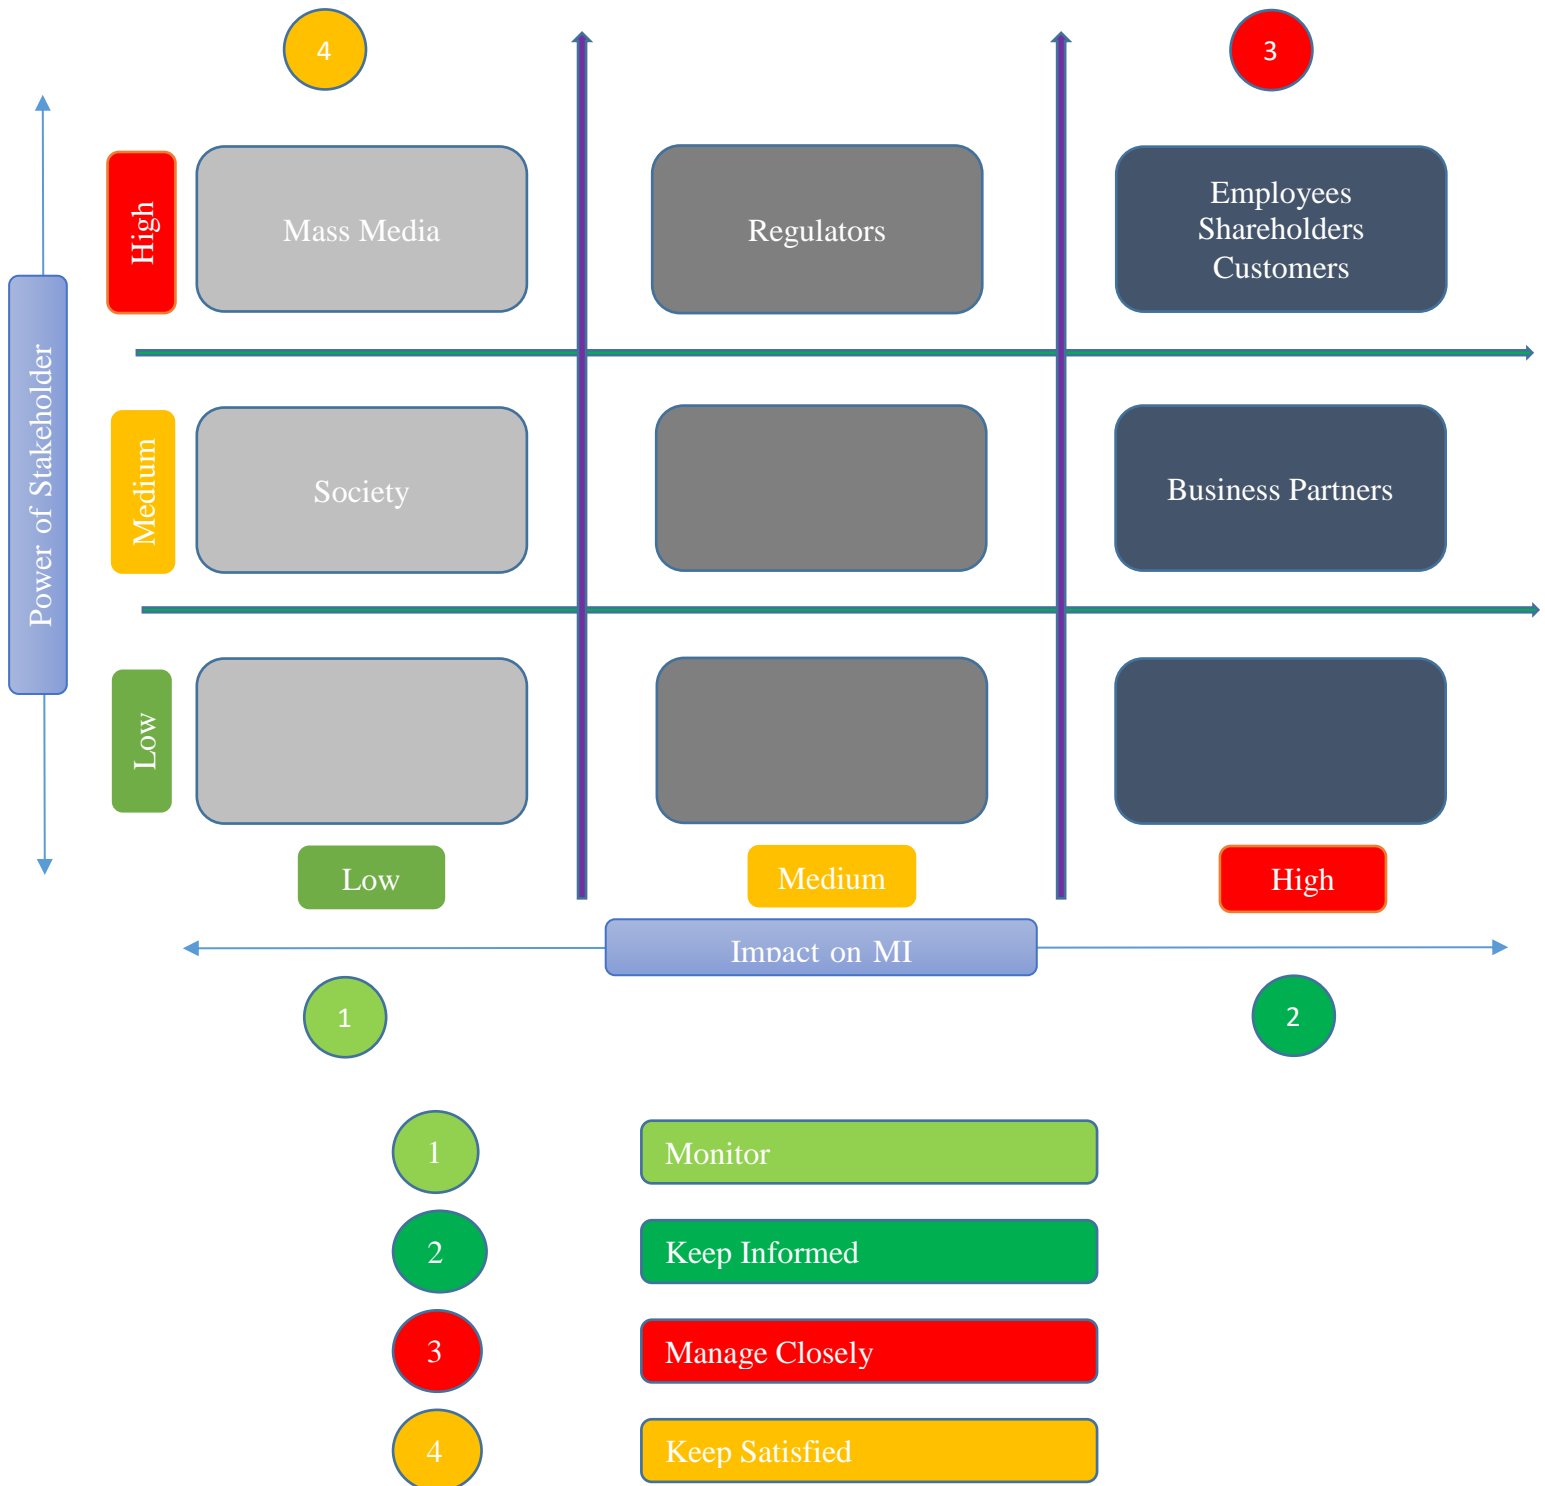 4
3
High
Mass Media
Regulators
Employees
Shareholders
Customers
Power of Stakeholder
Medium
Society
Business Partners
Low
Low
Medium
High
Impact on MI
1
2
1
Monitor
2
Keep Informed
3
Manage Closely
4
Keep Satisfied